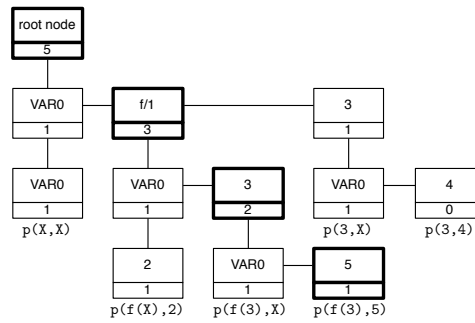 root node
5
VAR0
f/1
3
1
3
1
VAR0
VAR0
3
VAR0
4
1
1
2
1
0
p(X,X)
p(3,X)
p(3,4)
2
VAR0
5
1
1
1
p(f(X),2)
p(f(3),X)
p(f(3),5)